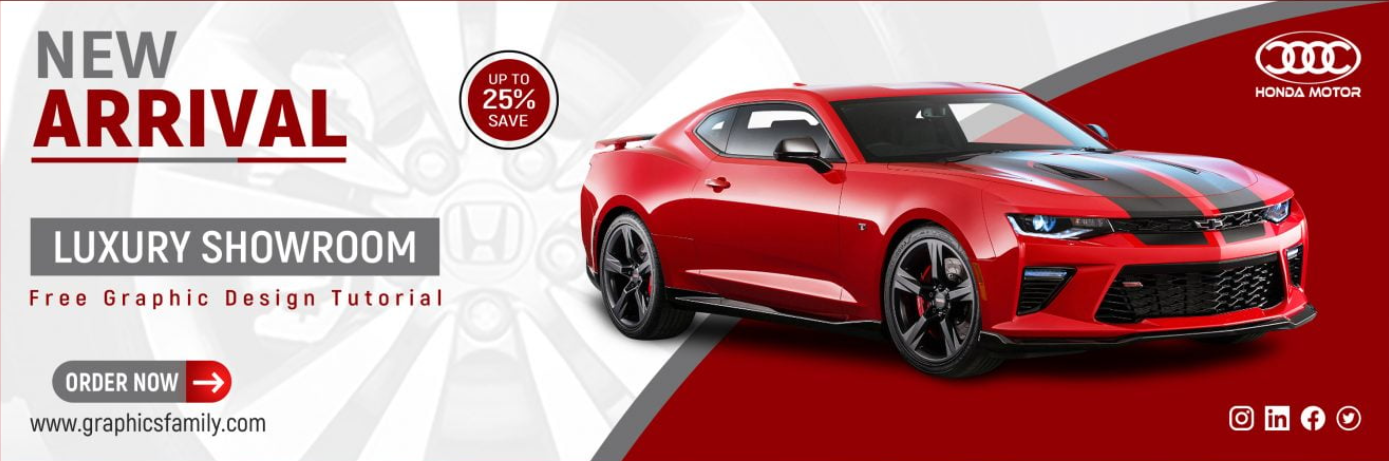 NEW
ARRIVAL
UP TO
25%
SAVE
HONDA MOTOR
LUXURY SHOWROOM
Free Graphic Design Tutorial
ORDER NOW
www.graphicsfamily.com